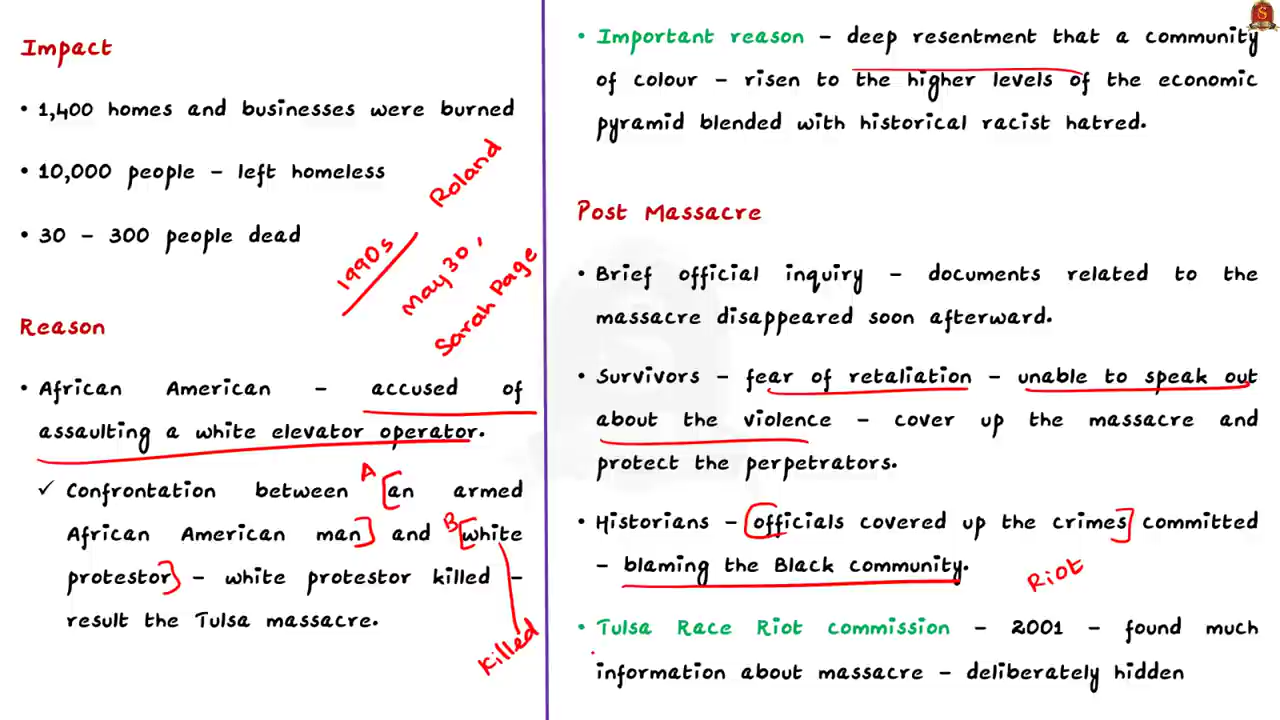 Impact
• 1,400 homes and businesses were burned
• 10,000 people – left homeless
• 30 – 300 people dead
Roland
1990s
May 30,
Sarah Page
Reason
• African American – accused of
assaulting a white elevator operator.
✓ Confrontation between A [an armed
African American man] and B [white
protestor} – white protestor killed –
result the Tulsa massacre.
Killed
• Important reason – deep resentment that a community
of colour – risen to the higher levels of the economic
pyramid blended with historical racist hatred.
Post Massacre
• Brief official inquiry – documents related to the
massacre disappeared soon afterward.
• Survivors – fear of retaliation – unable to speak out
about the violence – cover up the massacre and
protect the perpetrators.
• Historians – [officials covered up the crimes] committed
– blaming the Black community.
Riot
• Tulsa Race Riot commission – 2001 – found much
information about massacre – deliberately hidden
S